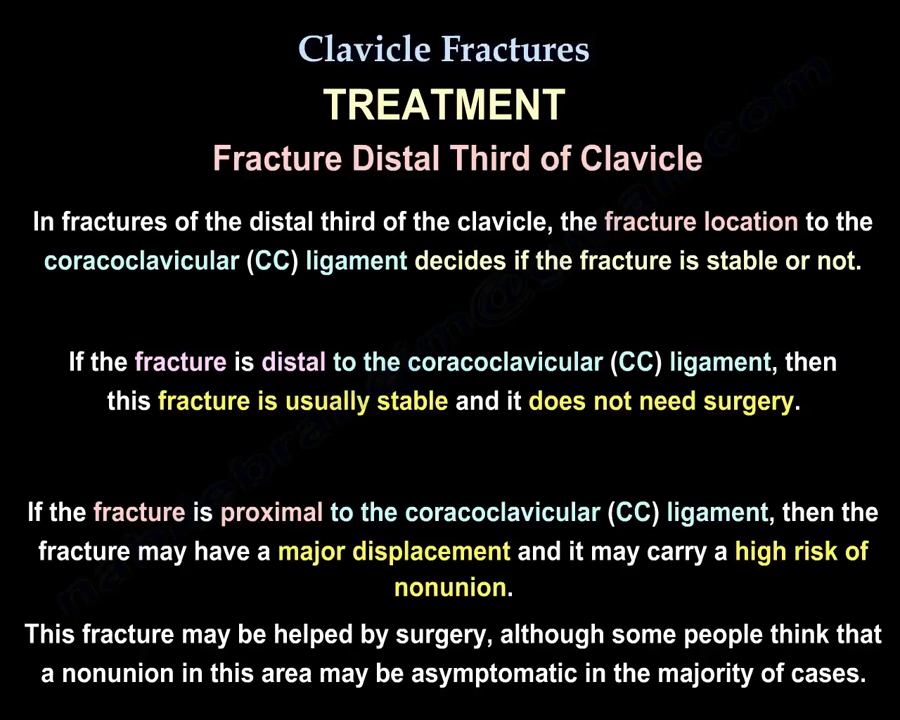 Clavicle Fractures
TREATMENT
Fracture Distal Third of Clavicle
In fractures of the distal third of the clavicle, the fracture location to the
coracoclavicular (CC) ligament decides if the fracture is stable or not.
If the fracture is distal to the coracoclavicular (CC) ligament, then
this fracture is usually stable and it does not need surgery.
If the fracture is proximal to the coracoclavicular (CC) ligament, then the
fracture may have a major displacement and it may carry a high risk of
nonunion.
This fracture may be helped by surgery, although some people think that
a nonunion in this area may be asymptomatic in the majority of cases.